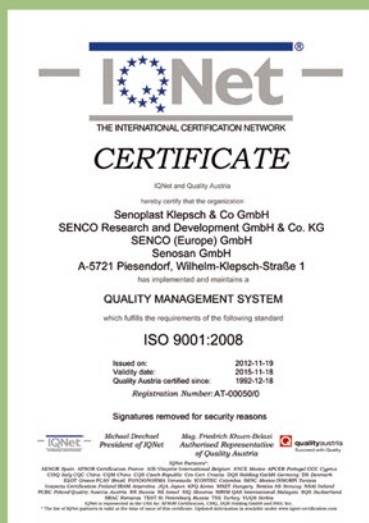 IQNet ®
THE INTERNATIONAL CERTIFICATION NETWORK
CERTIFICATE
IQNet and Quality Austria
hereby certify that the organization
Senoplast Klepsch & Co GmbH
SENCO Research and Development GmbH & Co. KG
SENCO (Europe) GmbH
Senosan GmbH
A-5721 Piesendorf, Wilhelm-Klepsch-Straße 1
has implemented and maintains a
QUALITY MANAGEMENT SYSTEM
which fulfills the requirements of the following standard
ISO 9001:2008
Issued on: 2012-11-19
Validity date: 2015-11-18
Quality Austria certified since: 1992-12-18
Registration Number: AT-00050/0
Signatures removed for security reasons
IQNet
Michael Drechsel
President of IQNet
Mag. Friedrich Khuen-Belasi
Authorised Representative
of Quality Austria
qualityaustria
Succeed with Quality
IQNet Partners*: